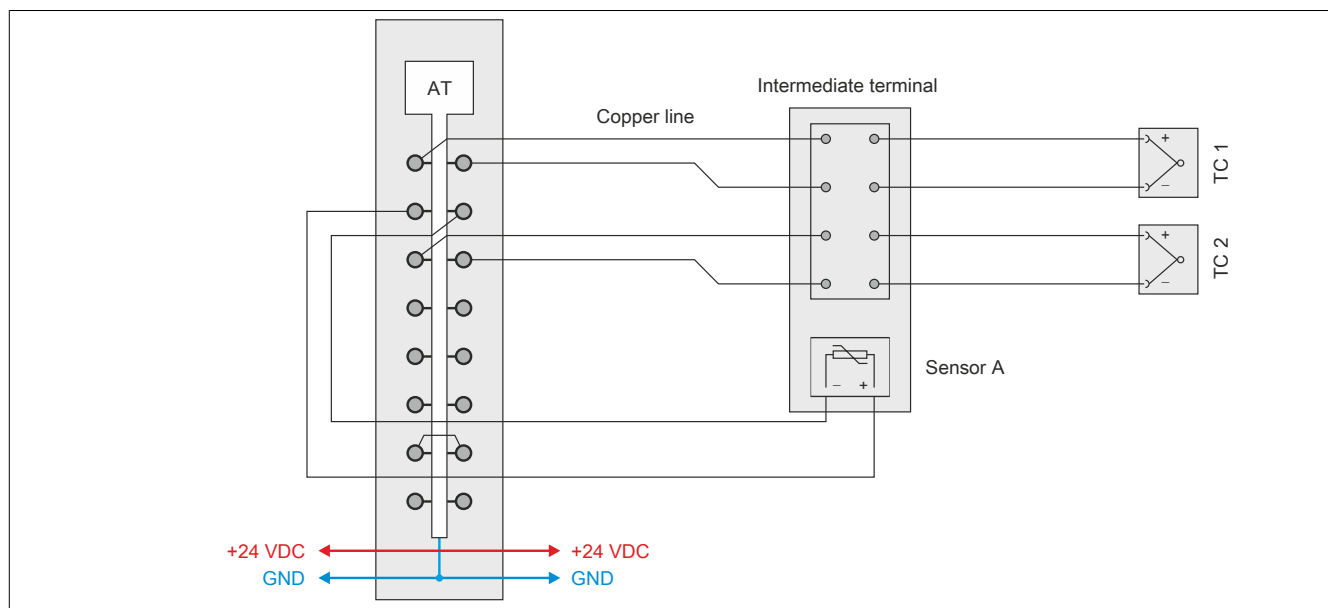 AT
Intermediate terminal
Copper line
+
−
TC 1
+
−
TC 2
− +
Sensor A
+24 VDC +24 VDC
GND GND